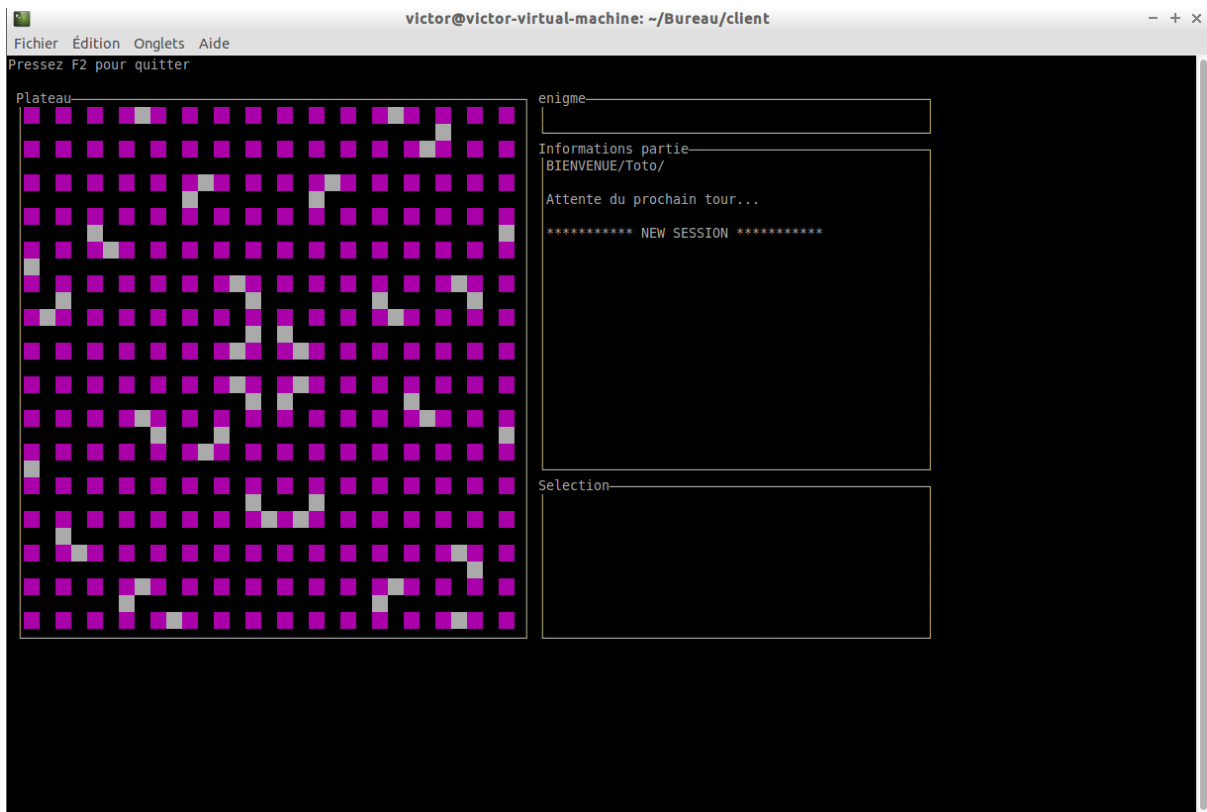 victor@victor-virtual-machine: ~/Bureau/client
Fichier Édition Onglets Aide
Pressez F2 pour quitter
Plateau
enigme
Informations partie
BIENVENUE/Toto/
Attente du prochain tour...
*********** NEW SESSION ***********
Selection